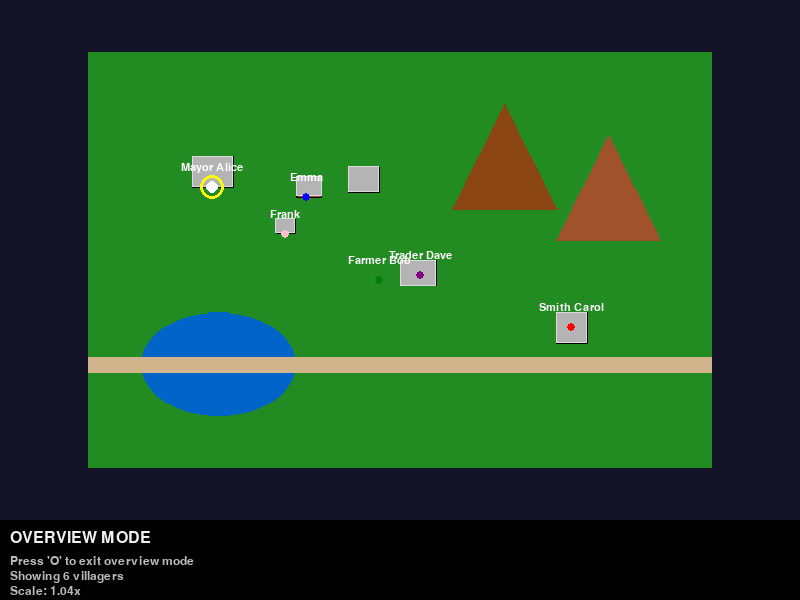 Mayor Alice
Emma
Frank
Trader Dave
Farmer Bob
Smith Carol
OVERVIEW MODE
Press 'O' to exit overview mode
Showing 6 villagers
Scale: 1.04x